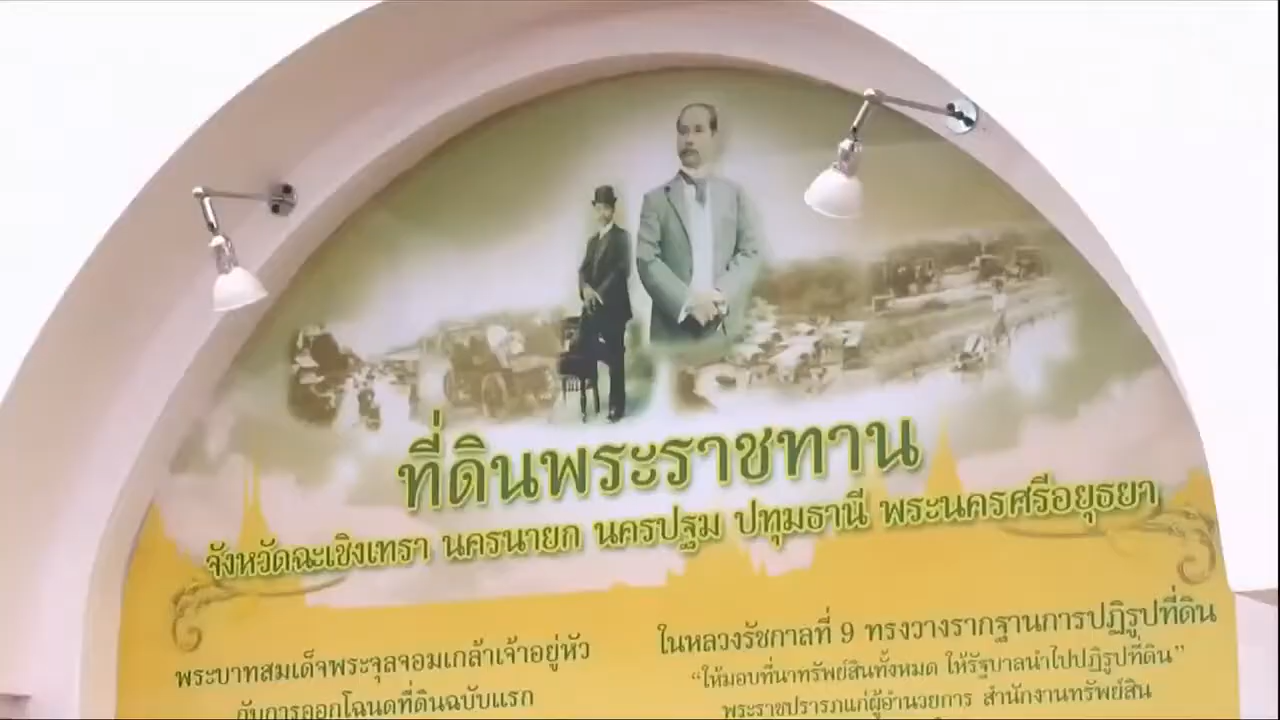 ที่ดินพระราชทาน
จังหวัดฉะเชิงเทรา นครนายก นครปฐม ปทุมธานี พระนครศรีอยุธยา
พระบาทสมเด็จพระจุลจอมเกล้าเจ้าอยู่หัว
กับการออกโฉนดที่ดินฉบับแรก
ในหลวงรัชกาลที่ 9 ทรงวางรากฐานการปฏิรูปที่ดิน
“ให้มอบที่นาทรัพย์สินทั้งหมด ให้รัฐบาลนำไปปฏิรูปที่ดิน”
พระราชปรารภแก่ผู้อำนวยการ สำนักงานทรัพย์สิน